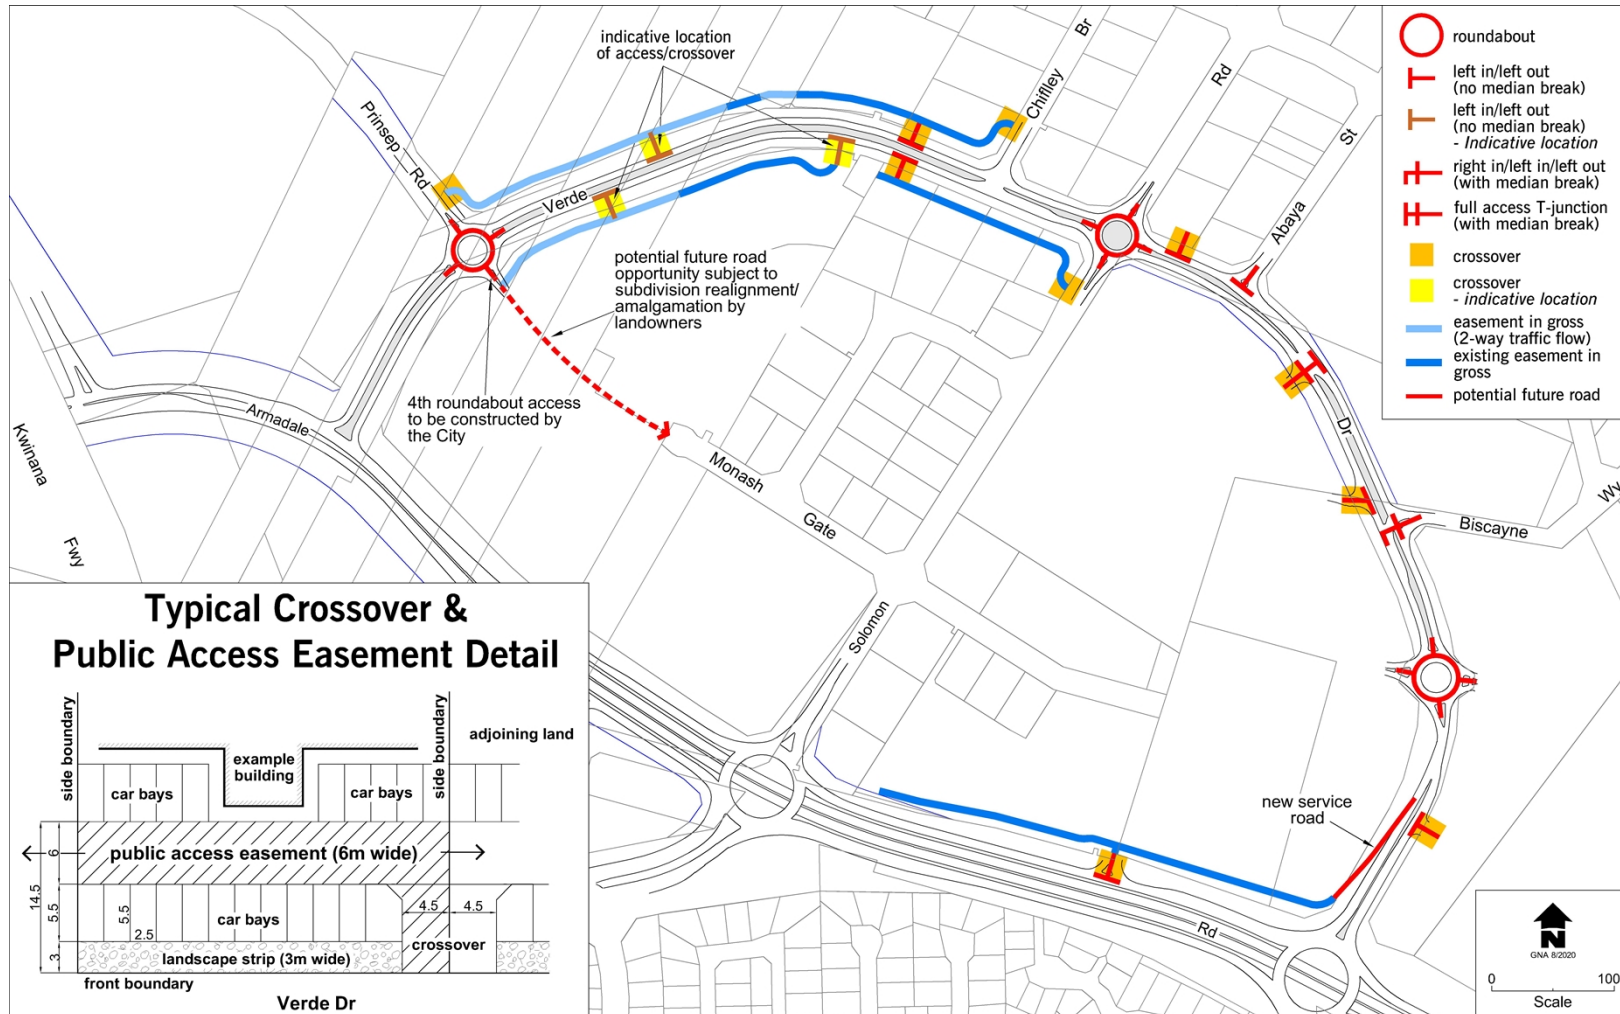 indicative location
of access/crossover
Chiflley
Br
Rd
Prinsep
Rd
Verde
Abaya
St
potential future road
opportunity subject to
subdivision realignment/
amalgamation by
landowners
4th roundabout access
to be constructed by
the City
Armadale
Kwinana
Fwy
Monash
Gate
Solomon
Dr
Biscayne
Wy
new service
road
Rd
roundabout
left in/left out
(no median break)
left in/left out
(no median break)
- Indicative location
right in/left in/left out
(with median break)
full access T-junction
(with median break)
crossover
crossover
- indicative location
easement in gross
(2-way traffic flow)
existing easement in
gross
potential future road
Typical Crossover &
Public Access Easement Detail
side boundary
side boundary
adjoining land
example
building
car bays
car bays
public access easement (6m wide)
6
14.5
5.5
5.5
2.5
car bays
4.5
4.5
crossover
3
landscape strip (3m wide)
front boundary
Verde Dr
N
GNA 8/2020
0
100
Scale